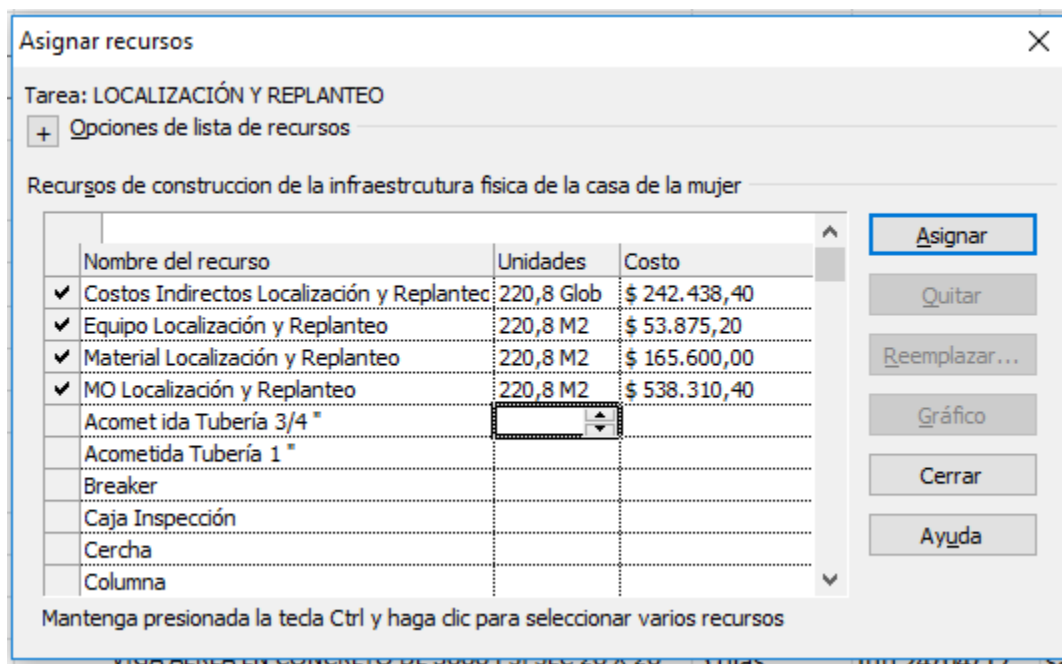 Asignar recursos
Tarea: LOCALIZACIÓN Y REPLANTEO
+ Opciones de lista de recursos
Recursos de construccion de la infraestrcutura fisica de la casa de la mujer
Nombre del recurso Unidades Costo
Costos Indirectos Localización y Replanteo 220,8 Glob $ 242.438,40
Equipo Localización y Replanteo 220,8 M2 $ 53.875,20
Material Localización y Replanteo 220,8 M2 $ 165.600,00
MO Localización y Replanteo 220,8 M2 $ 538.310,40
Acomet ida Tubería 3/4 "
Acometida Tubería 1 "
Breaker
Caja Inspección
Cercha
Columna
Asignar
Quitar
Reemplazar...
Gráfico
Cerrar
Ayuda
Mantenga presionada la tecla Ctrl y haga clic para seleccionar varios recursos